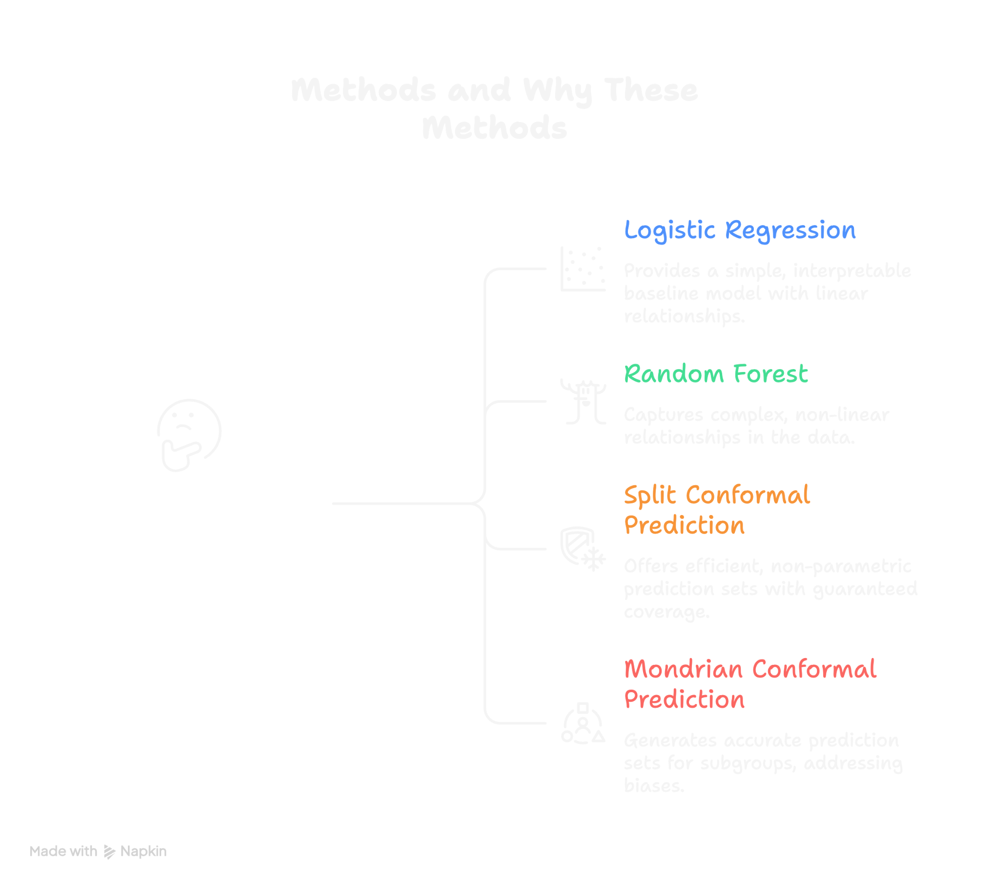 Methods and Why These
Methods
Logistic Regression
Provides a simple, interpretable
baseline model with linear
relationships.
Random Forest
Captures complex, non-linear
relationships in the data.
Split Conformal
Prediction
Offers efficient, non-parametric
prediction sets with guaranteed
coverage.
Mondrian Conformal
Prediction
Generates accurate prediction
sets for subgroups, addressing
biases.
Made with Napkin